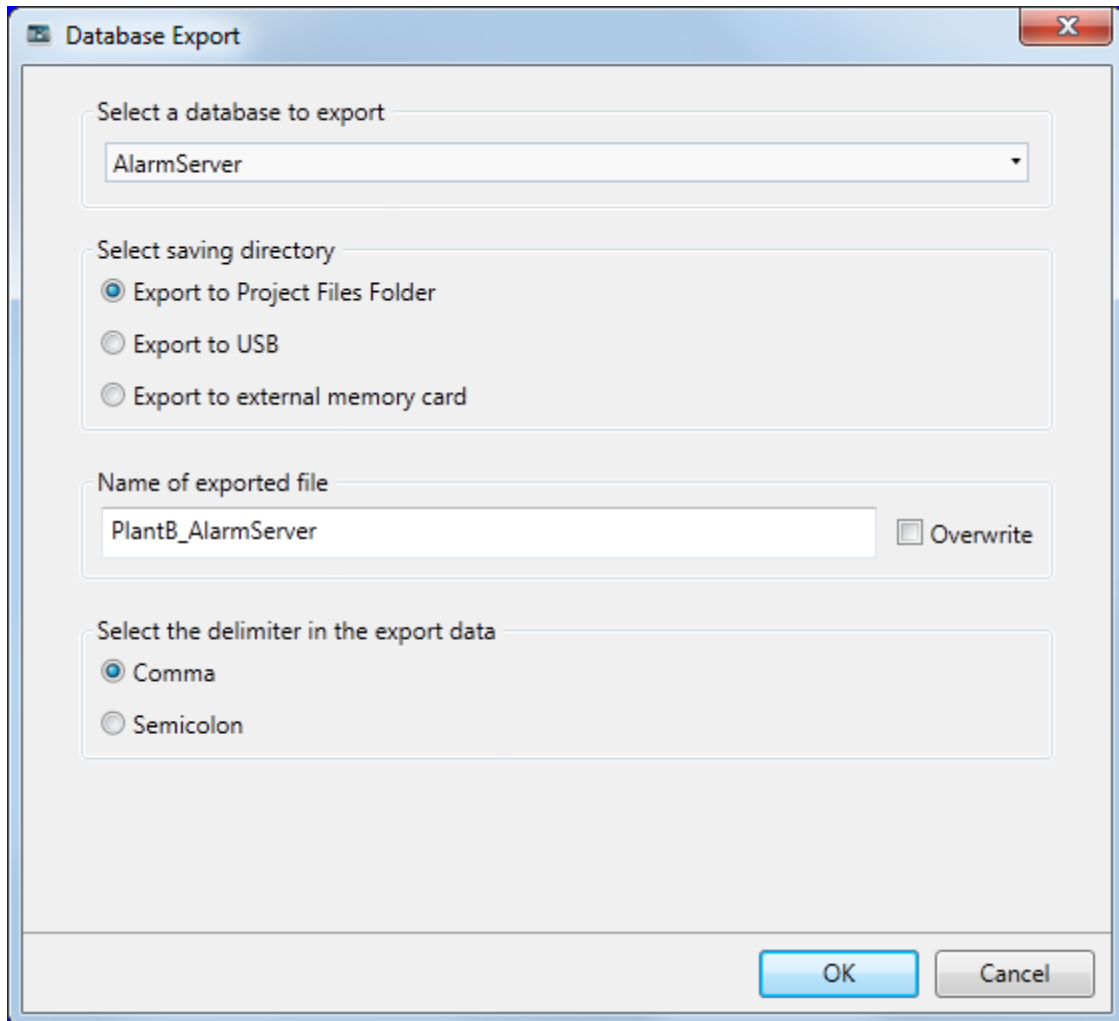 Database Export
Select a database to export
AlarmServer
Select saving directory
Export to Project Files Folder
Export to USB
Export to external memory card
Name of exported file
PlantB_AlarmServer
Overwrite
Select the delimiter in the export data
Comma
Semicolon
OK
Cancel